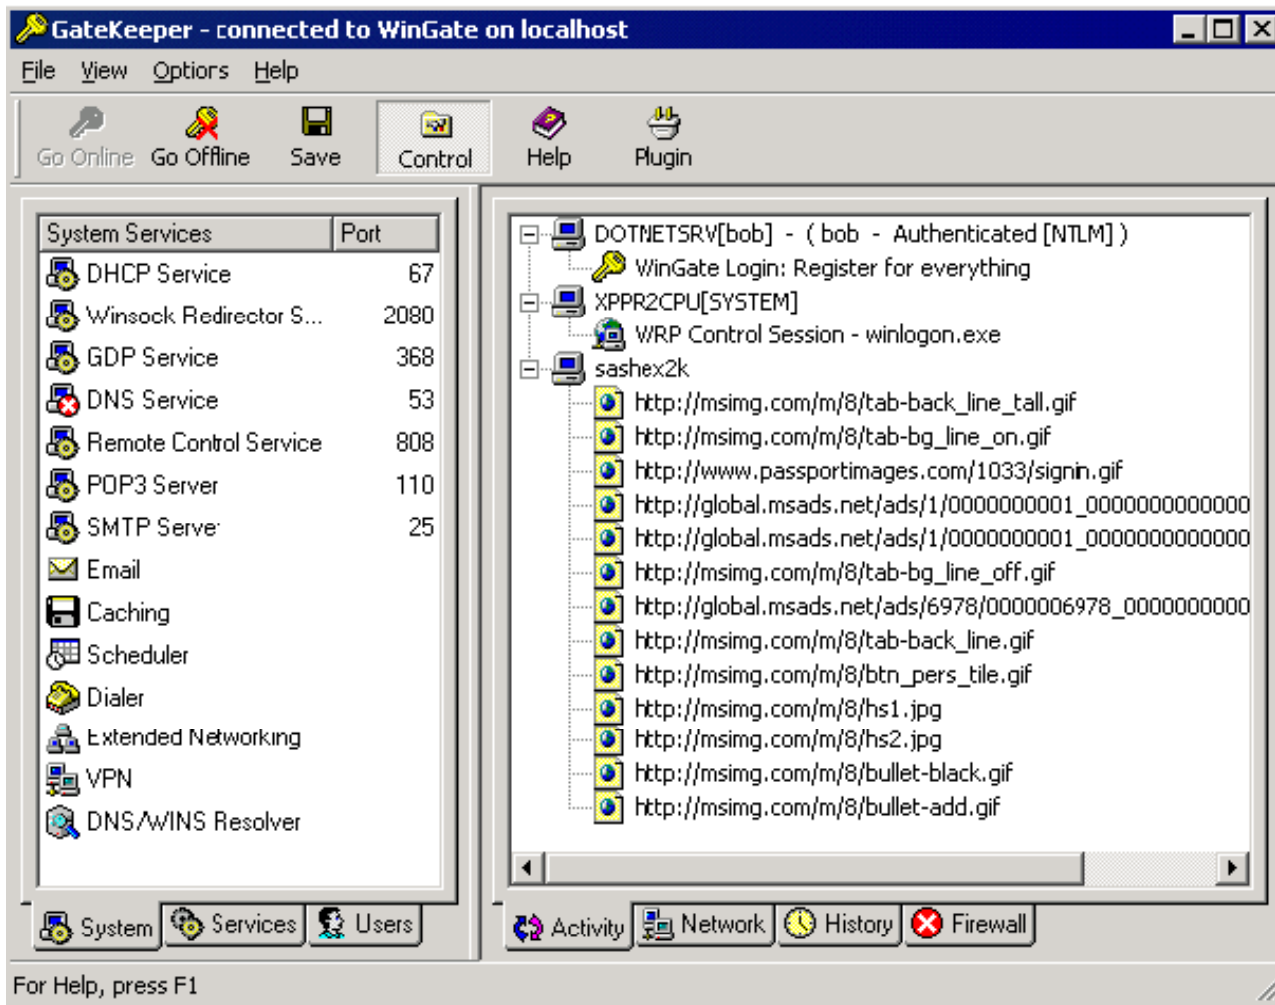 GateKeeper - connected to WinGate on localhost
File View Options Help
Go Online Go Offline Save Control Help Plugin
System Services Port
DHCP Service 67
Winsock Redirector S... 2080
GDP Service 368
DNS Service 53
Remote Control Service 808
POP3 Server 110
SMTP Server 25
Email
Caching
Scheduler
Dialer
Extended Networking
VPN
DNS/WINS Resolver
System Services Users
DOTNETSRV[bob] - ( bob - Authenticated [NTLM] )
WinGate Login: Register for everything
XPPR2CPU[SYSTEM]
WRP Control Session - winlogon.exe
sashex2k
http://msimg.com/m/8/tab-back_line_tall.gif
http://msimg.com/m/8/tab-bg_line_on.gif
http://www.passportimages.com/1033/signin.gif
http://global.msads.net/ads/1/0000000001_0000000000000
http://global.msads.net/ads/1/0000000001_0000000000000
http://msimg.com/m/8/tab-bg_line_off.gif
http://global.msads.net/ads/6978/0000006978_0000000000
http://msimg.com/m/8/tab-back_line.gif
http://msimg.com/m/8/btn_pers_tile.gif
http://msimg.com/m/8/hs1.jpg
http://msimg.com/m/8/hs2.jpg
http://msimg.com/m/8/bullet-black.gif
http://msimg.com/m/8/bullet-add.gif
Activity Network History Firewall
For Help, press F1